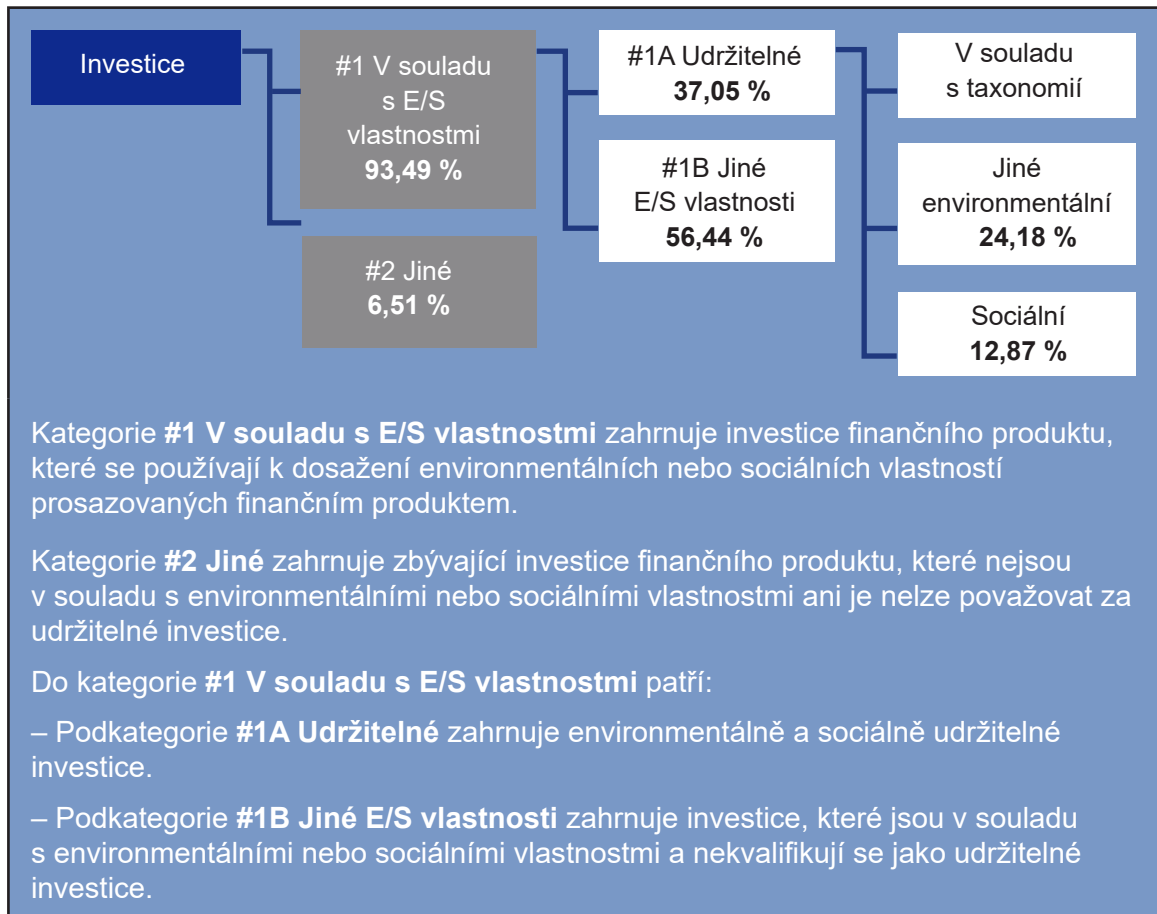 Investice
#1 V souladu
s E/S
vlastnostmi
93,49 %
#2 Jiné
6,51 %
#1A Udržitelné
37,05 %
#1B Jiné
E/S vlastnosti
56,44 %
V souladu
s taxonomií
Jiné
environmentální
24,18 %
Sociální
12,87 %
Kategorie #1 V souladu s E/S vlastnostmi zahrnuje investice finančního produktu,
které se používají k dosažení environmentálních nebo sociálních vlastností
prosazovaných finančním produktem.
Kategorie #2 Jiné zahrnuje zbývající investice finančního produktu, které nejsou
v souladu s environmentálními nebo sociálními vlastnostmi ani je nelze považovat za
udržitelné investice.
Do kategorie #1 V souladu s E/S vlastnostmi patří:
– Podkategorie #1A Udržitelné zahrnuje environmentálně a sociálně udržitelné
investice.
– Podkategorie #1B Jiné E/S vlastnosti zahrnuje investice, které jsou v souladu
s environmentálními nebo sociálními vlastnostmi a nekvalifikují se jako udržitelné
investice.